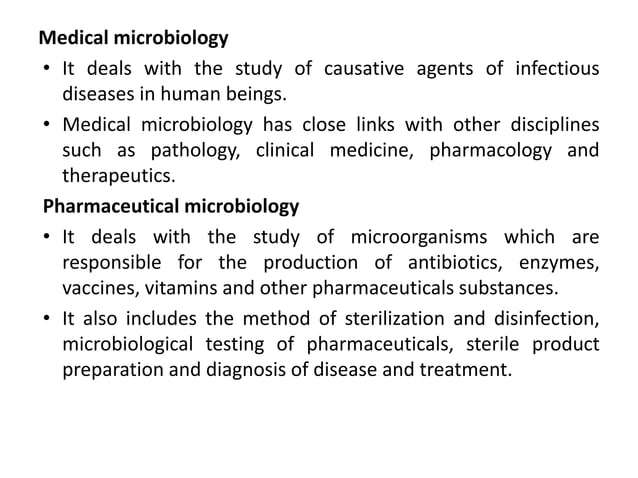 Medical microbiology
• It deals with the study of causative agents of infectious
diseases in human beings.
• Medical microbiology has close links with other disciplines
such as pathology, clinical medicine, pharmacology and
therapeutics.
Pharmaceutical microbiology
• It deals with the study of microorganisms which are
responsible for the production of antibiotics, enzymes,
vaccines, vitamins and other pharmaceuticals substances.
• It also includes the method of sterilization and disinfection,
microbiological testing of pharmaceuticals, sterile product
preparation and diagnosis of disease and treatment.